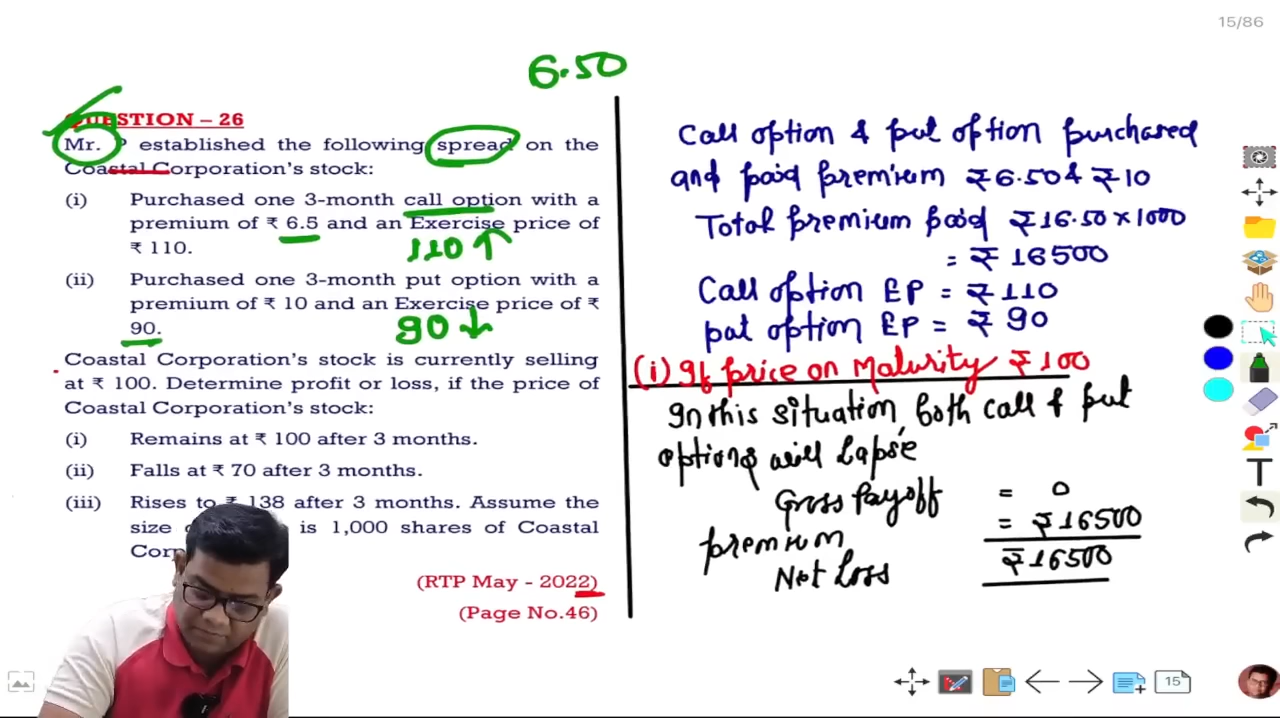 15/86
6.50
QUESTION – 26
Mr. P established the following spread on the
Coastal Corporation's stock:
(i) Purchased one 3-month call option with a
premium of ₹ 6.5 and an Exercise price of
₹ 110.
110 ↑
(ii) Purchased one 3-month put option with a
premium of ₹ 10 and an Exercise price of ₹
90.
90 ↓
Coastal Corporation's stock is currently selling
at ₹ 100. Determine profit or loss, if the price of
Coastal Corporation's stock:
(i) Remains at ₹ 100 after 3 months.
(ii) Falls at ₹ 70 after 3 months.
(iii) Rises to ₹ 138 after 3 months. Assume the
size is 1,000 shares of Coastal
(RTP May - 2022)
(Page No.46)
Call option & put option purchased
and paid premium ₹6.50 & ₹10
Total premium paid ₹16.50 x 1000
= ₹ 16500
Call option EP = ₹ 110
put option EP = ₹ 90
(i) If price on Maturity ₹100
In this situation, both call & put
options will lapse
Gross Payoff = 0
premium = ₹16500
Net Loss ₹16500
15